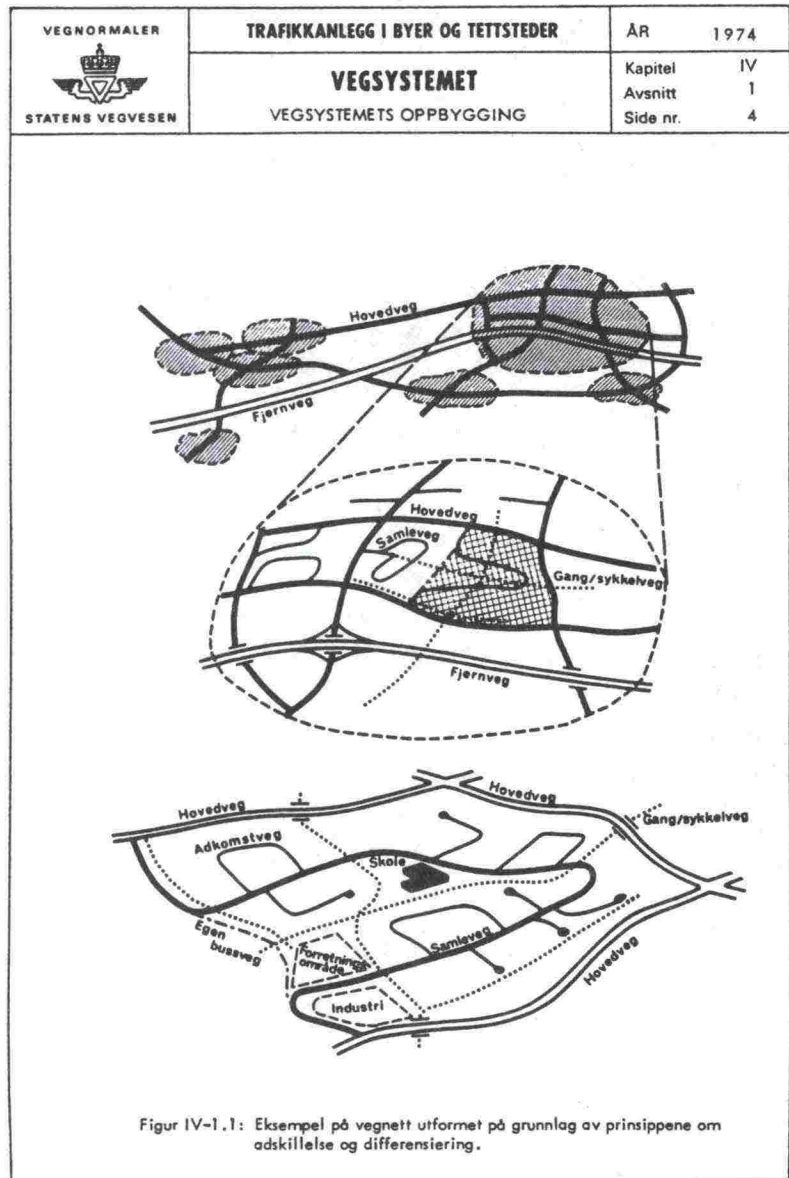 VEGNORMALER
STATENS VEGVESEN
TRAFIKKANLEGG I BYER OG TETTSTEDER
VEGSYSTEMET
VEGSYSTEMETS OPPBYGGING
ÅR 1974
Kapitel IV
Avsnitt 1
Side nr. 4
Hovedveg
Fjernveg
Hovedveg
Samleveg
Gang/sykkelveg
Fjernveg
Hovedveg
Hovedveg
Gang/sykkelveg
Adkomstveg
Skole
Egen
bussveg
Forretnings
område
Samleveg
Hovedveg
Industri
Figur IV-1.1: Eksempel på vegnett utformet på grunnlag av prinsippene om
adskillelse og differensiering.